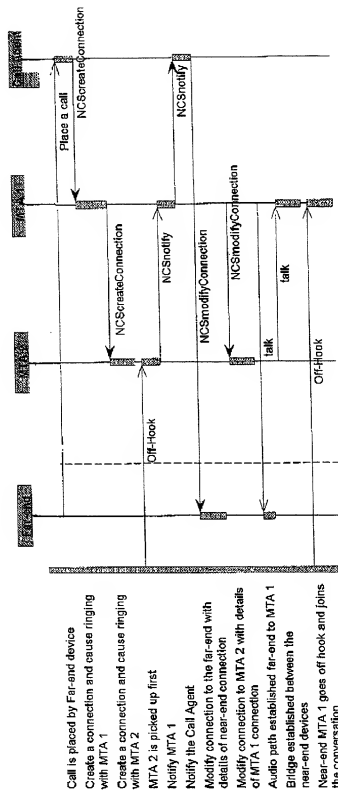 Call is placed by Far-end device
Create a connection and cause ringing
with MTA 1
Create a connection and cause ringing
with MTA 2
MTA 2 is picked up first
Notify MTA 1
Notify the Call Agent
Modify connection to the far-end with
details of near-end connection
Modify connection to MTA 2 with details
of MTA 1 connection
Audio path established far-end to MTA 1
Bridge established between the
near-end devices
Near-end MTA 1 goes off hook and joins
the conversation
Place a call
NCScreateConnection
NCScreateConnection
Off-Hook
NCSnotify
NCSnotify
NCSmodifyConnection
NCSmodifyConnection
talk
talk
Off-Hook